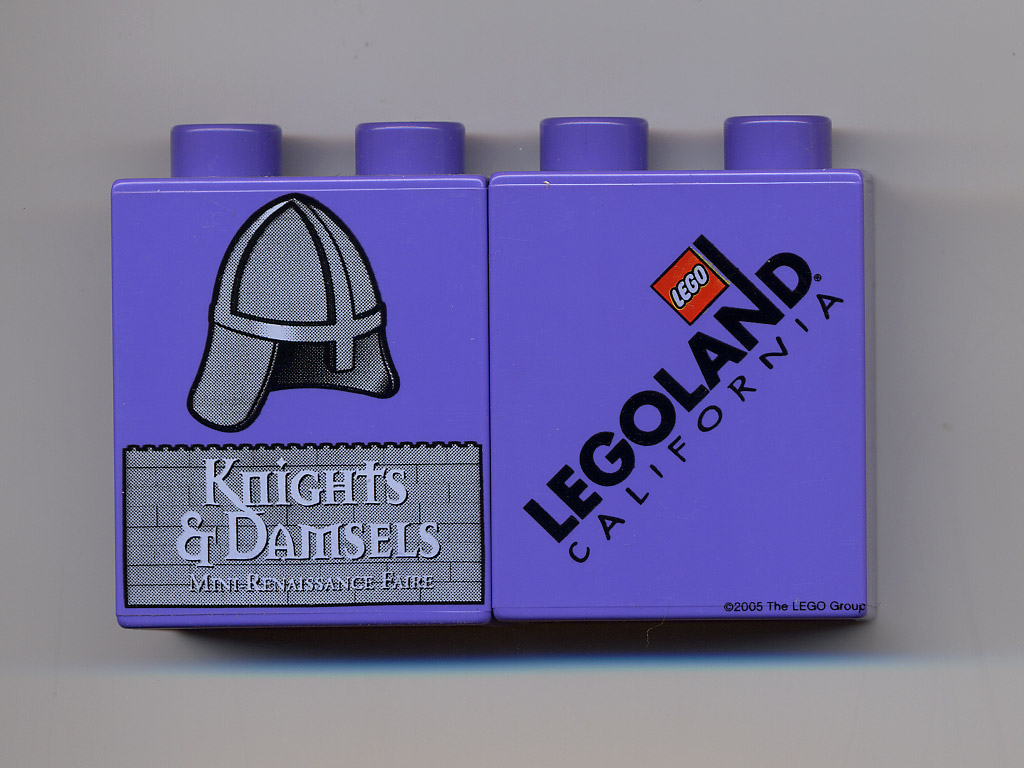 Knights
& Damsels
Mini-Renaissance Faire
LEGO
LEGOLAND®
CALIFORNIA
©2005 The LEGO Group